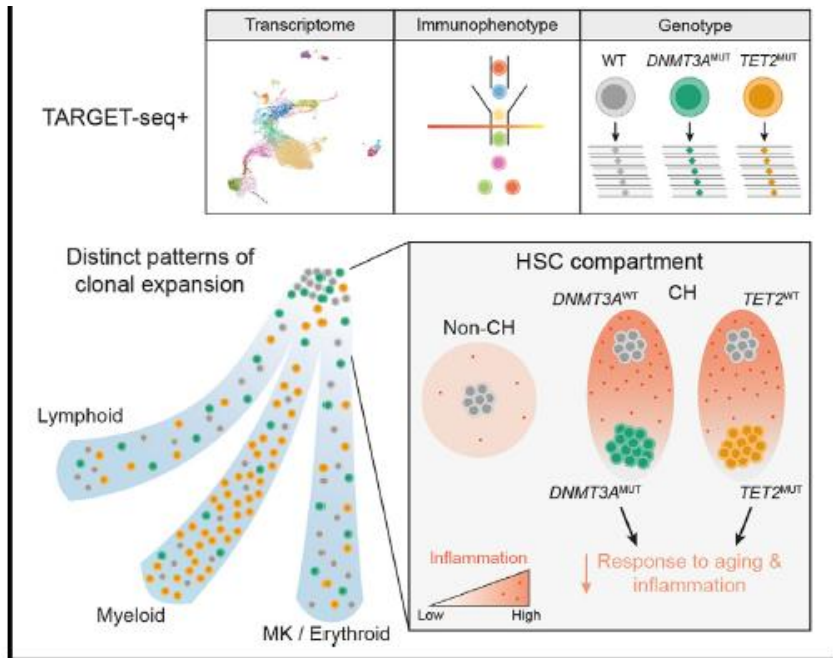 Transcriptome
Immunophenotype
Genotype
TARGET-seq+
WT
DNMT3AMUT
TET2MUT
Distinct patterns of
clonal expansion
Lymphoid
Myeloid
MK / Erythroid
HSC compartment
Non-CH
DNMT3AWT
CH
TET2WT
DNMT3AMUT
TET2MUT
Inflammation
Low
High
Response to aging &
inflammation